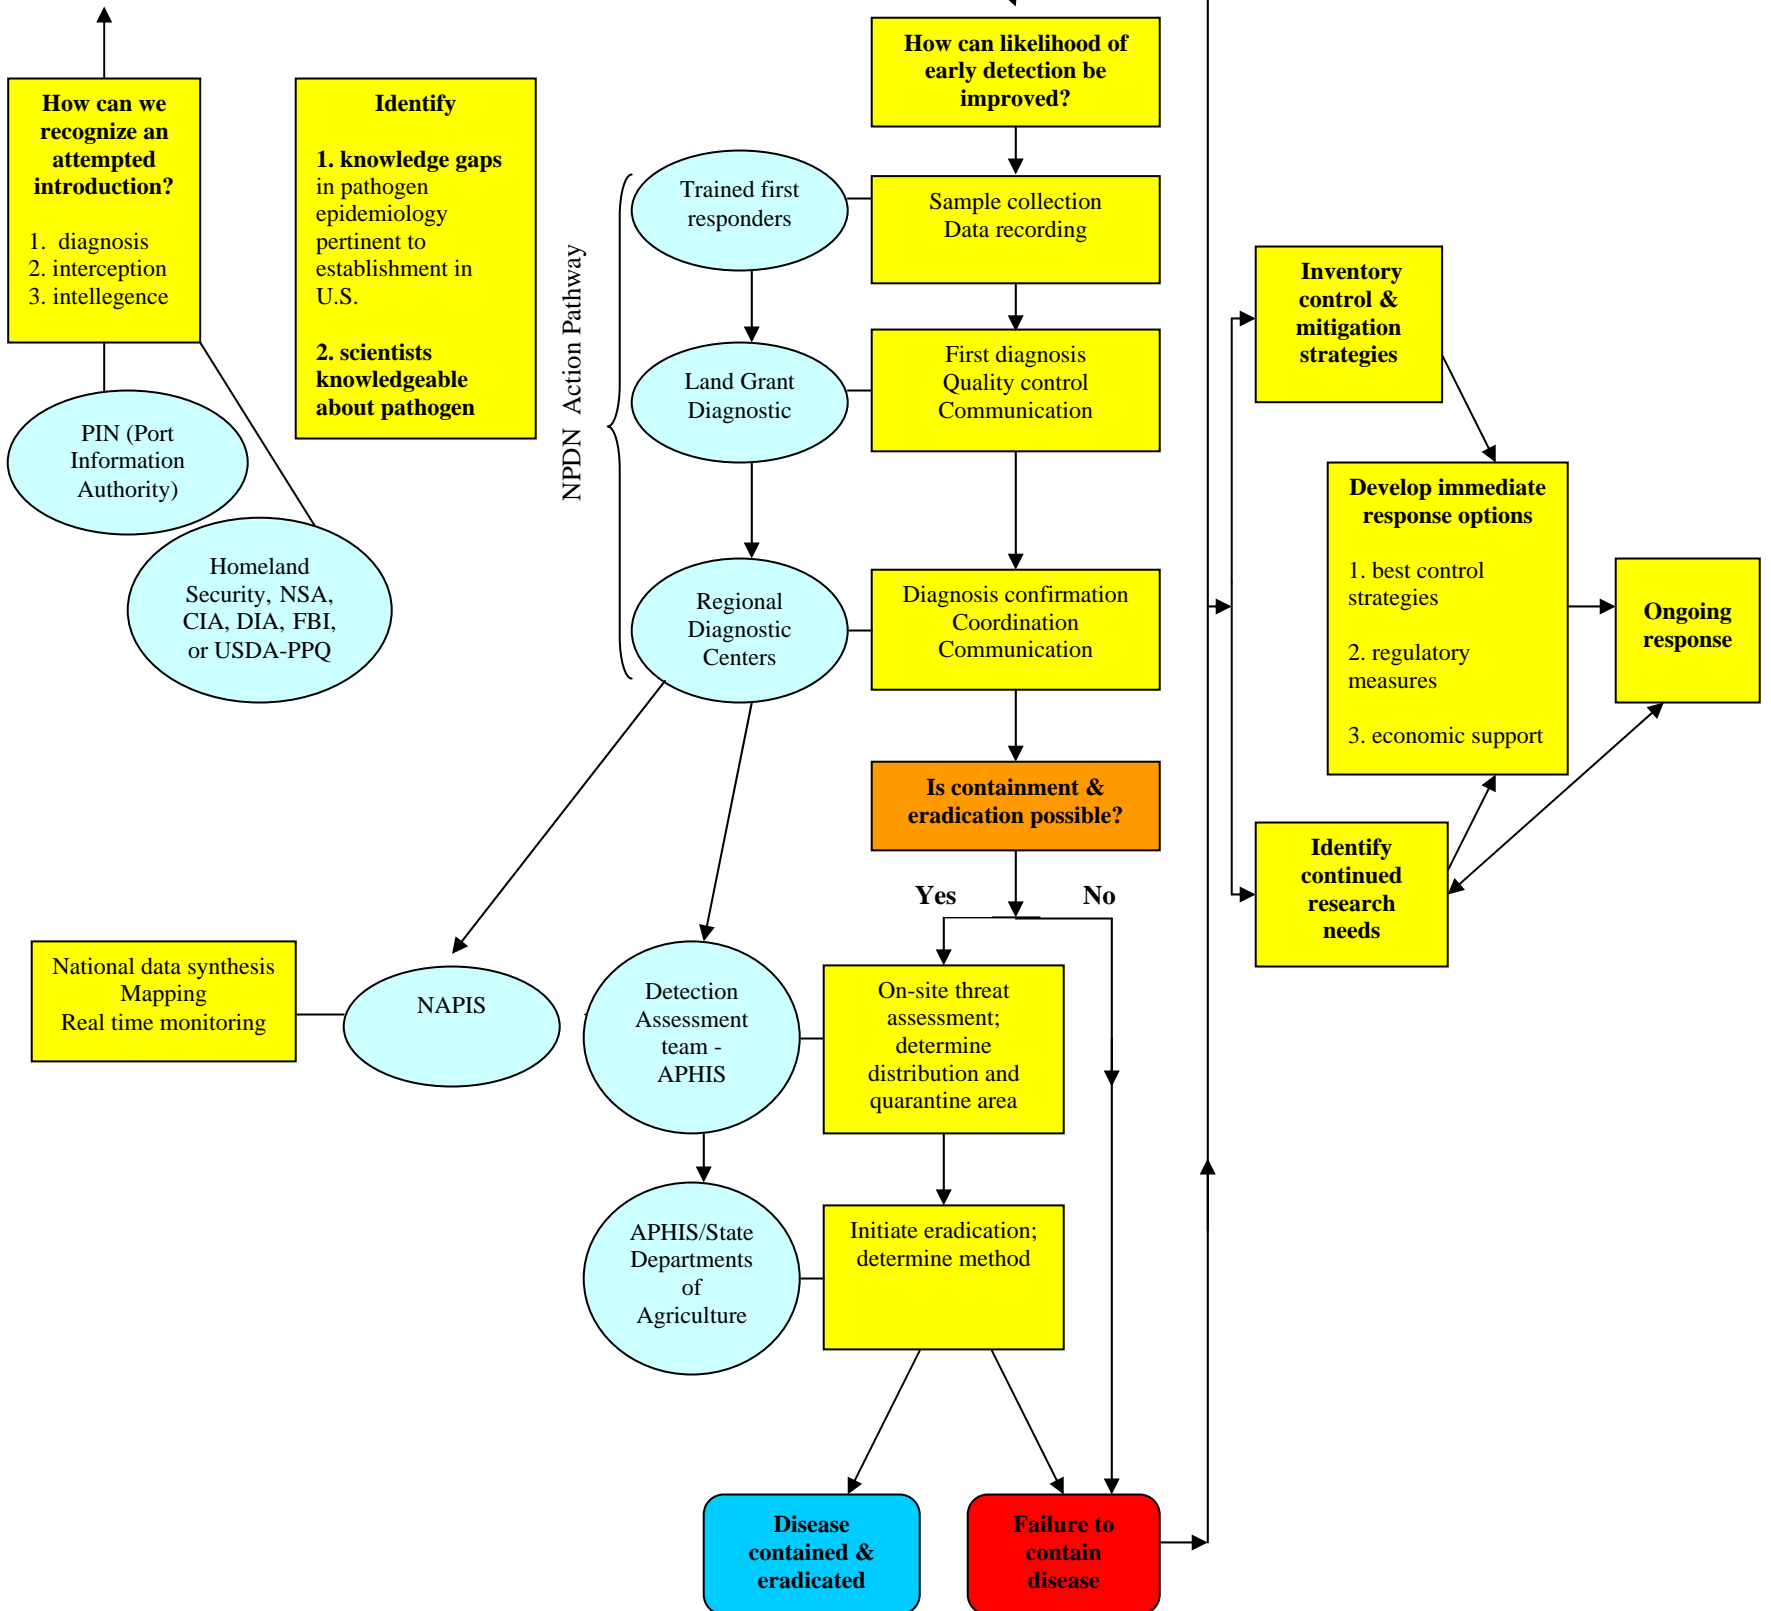 How can we
recognize an
attempted
introduction?
1. diagnosis
2. interception
3. intellegence
Identify
1. knowledge gaps
in pathogen
epidemiology
pertinent to
establishment in
U.S.
2. scientists
knowledgeable
about pathogen
PIN (Port
Information
Authority)
Homeland
Security, NSA,
CIA, DIA, FBI,
or USDA-PPQ
How can likelihood of
early detection be
improved?
NPDN Action Pathway
Trained first
responders
Sample collection
Data recording
Land Grant
Diagnostic
First diagnosis
Quality control
Communication
Regional
Diagnostic
Centers
Diagnosis confirmation
Coordination
Communication
Is containment &
eradication possible?
Yes
No
National data synthesis
Mapping
Real time monitoring
NAPIS
Detection
Assessment
team -
APHIS
On-site threat
assessment;
determine
distribution and
quarantine area
APHIS/State
Departments
of
Agriculture
Initiate eradication;
determine method
Disease
contained &
eradicated
Failure to
contain
disease
Inventory
control &
mitigation
strategies
Develop immediate
response options
1. best control
strategies
2. regulatory
measures
3. economic support
Ongoing
response
Identify
continued
research
needs